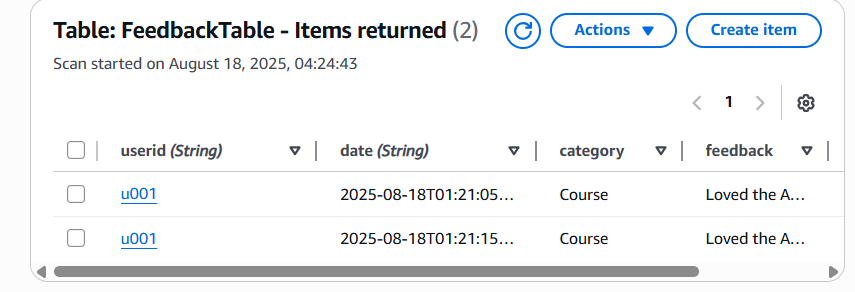 Table: FeedbackTable - Items returned (2)
Actions
Create item
Scan started on August 18, 2025, 04:24:43
1
userid (String) date (String) category feedback
u001 2025-08-18T01:21:05… Course Loved the A…
u001 2025-08-18T01:21:15… Course Loved the A…